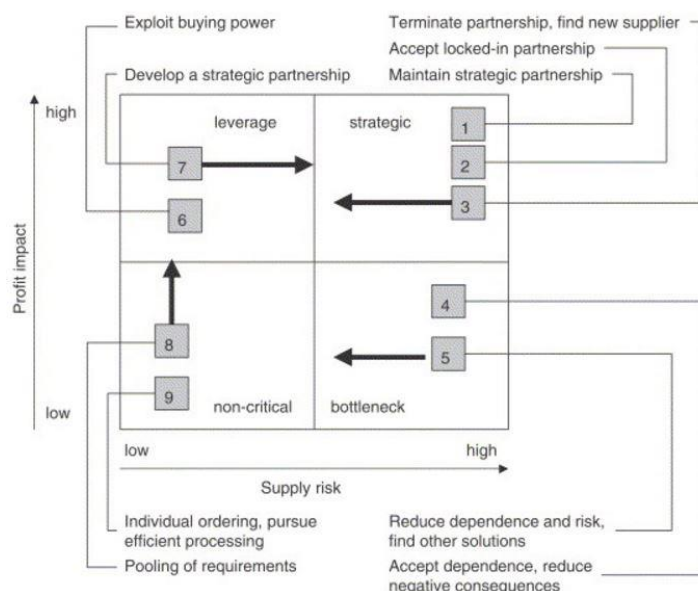 Exploit buying power
Terminate partnership, find new supplier
Accept locked-in partnership
Develop a strategic partnership
Maintain strategic partnership
high
leverage
strategic
1
7
2
6
3
Profit impact
4
8
5
9
low
non-critical
bottleneck
low
high
Supply risk
Individual ordering, pursue
efficient processing
Reduce dependence and risk,
find other solutions
Pooling of requirements
Accept dependence, reduce
negative consequences